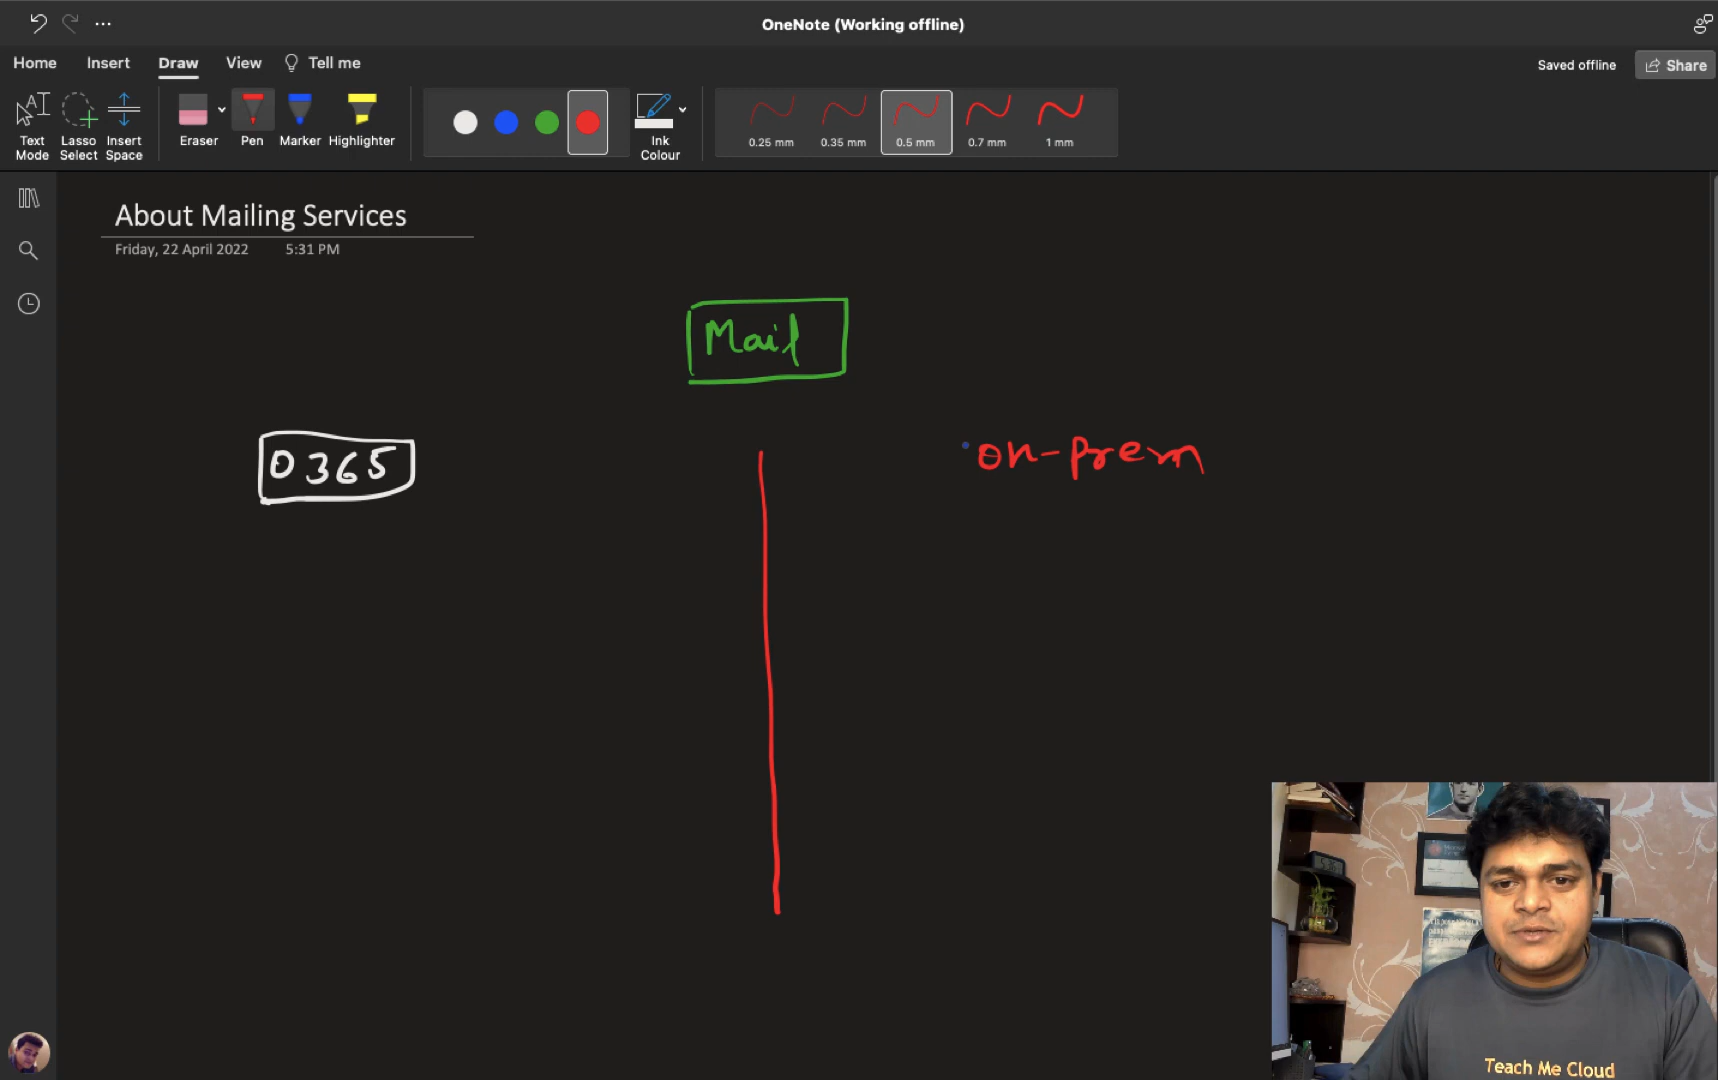 OneNote (Working offline)
Home Insert Draw View Tell me
Saved offline
Share
Text Mode
Lasso Select
Insert Space
Eraser
Pen
Marker
Highlighter
Ink Colour
0.25 mm
0.35 mm
0.5 mm
0.7 mm
1 mm
About Mailing Services
Friday, 22 April 2022 5:31 PM
Mail
O365
on-prem
Teach Me Cloud